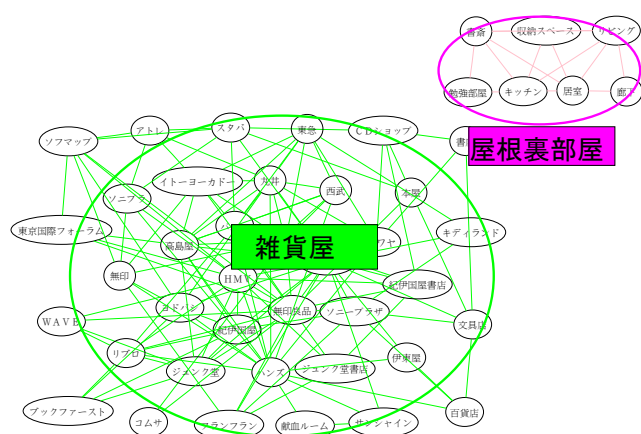 書斎
収納スペース
リビング
勉強部屋
キッチン
居室
廊下
屋根裏部屋
ソフマップ
アトレ
スタバ
東急
ＣＤショップ
イトーヨーカドー
丸井
西武
本屋
ソニプラ
東京国際フォーラム
高島屋
雑貨屋
キディランド
無印
HMV
紀伊国屋書店
ヨドバシ
無印良品
ソニープラザ
ＷＡＶＥ
紀伊国屋
文具店
リブロ
ジュンク堂
ハンズ
ジュンク堂書店
伊東屋
ブックファースト
コムサ
フランフラン
献血ルーム
サンシャイン
百貨店